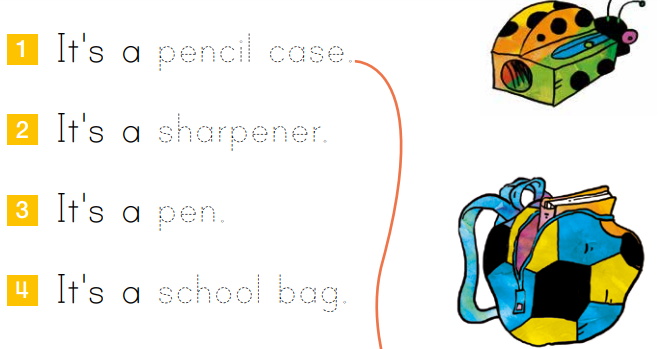 1 It's a pencil case.
2 It's a sharpener.
3 It's a pen.
4 It's a school bag.